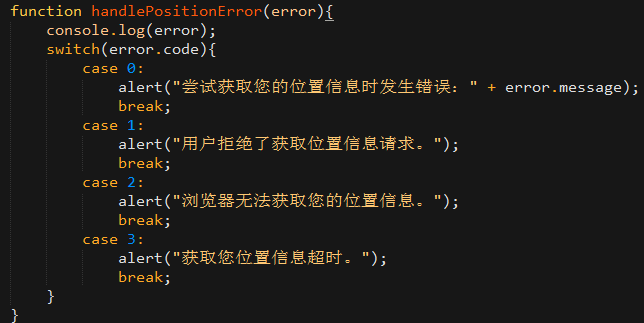 function handlePositionError(error){
    console.log(error);
    switch(error.code){
        case 0:
            alert("尝试获取您的位置信息时发生错误：" + error.message);
            break;
        case 1:
            alert("用户拒绝了获取位置信息请求。");
            break;
        case 2:
            alert("浏览器无法获取您的位置信息。");
            break;
        case 3:
            alert("获取您位置信息超时。");
            break;
    }
}